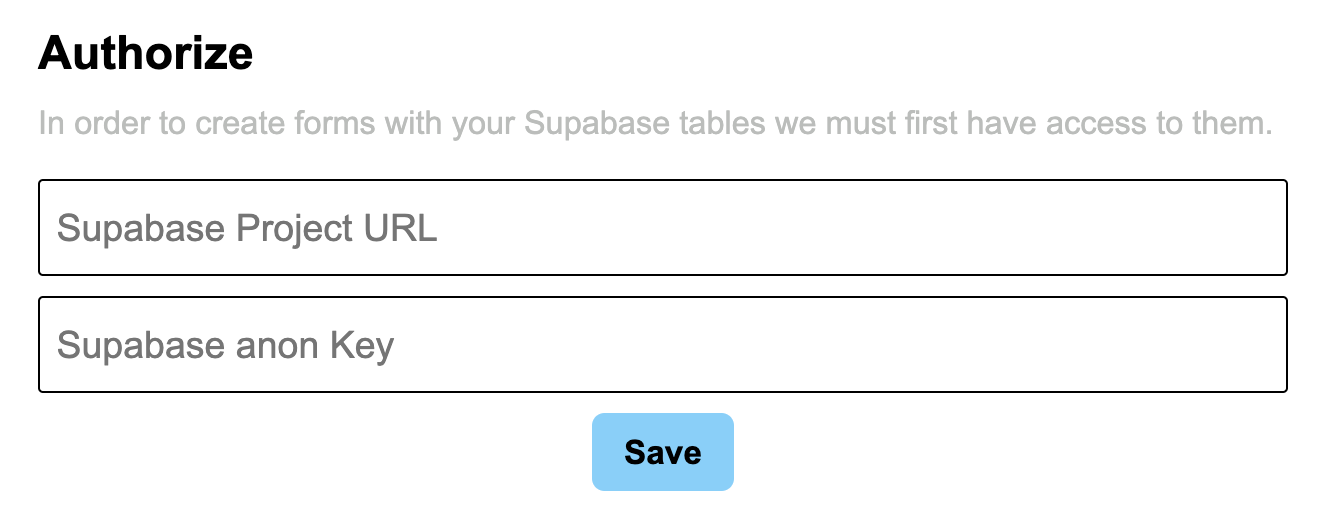 Authorize
In order to create forms with your Supabase tables we must first have access to them.
Supabase Project URL
Supabase anon Key
Save